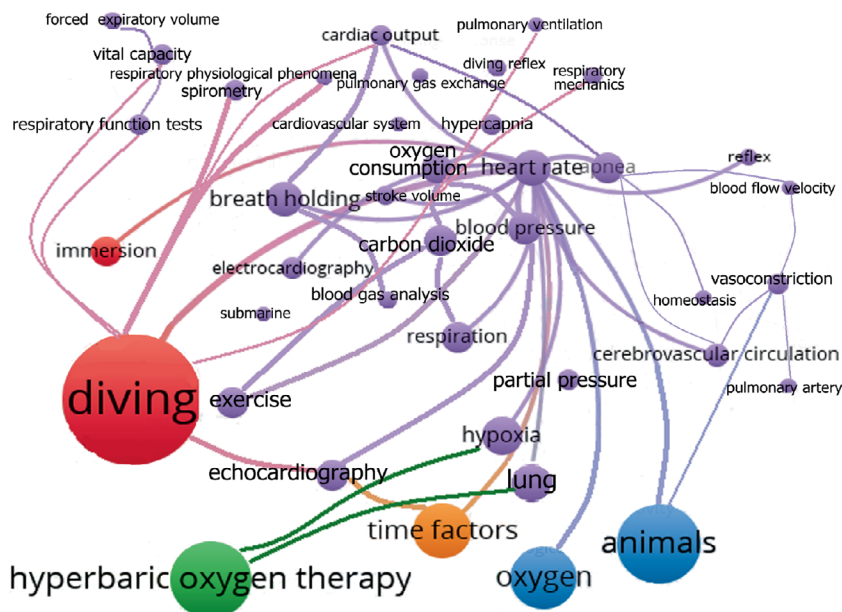 forced expiratory volume
cardiac output
pulmonary ventilation
vital capacity
respiratory physiological phenomena
diving reflex
pulmonary gas exchange
respiratory
mechanics
spirometry
respiratory function tests
cardiovascular system
hypercapnia
oxygen
consumption
heart rate
apnea
reflex
breath holding
stroke volume
blood flow velocity
blood pressure
immersion
carbon dioxide
electrocardiography
vasoconstriction
blood gas analysis
homeostasis
submarine
respiration
cerebrovascular circulation
diving
exercise
partial pressure
pulmonary artery
hypoxia
echocardiography
lung
time factors
animals
hyperbaric oxygen therapy
oxygen